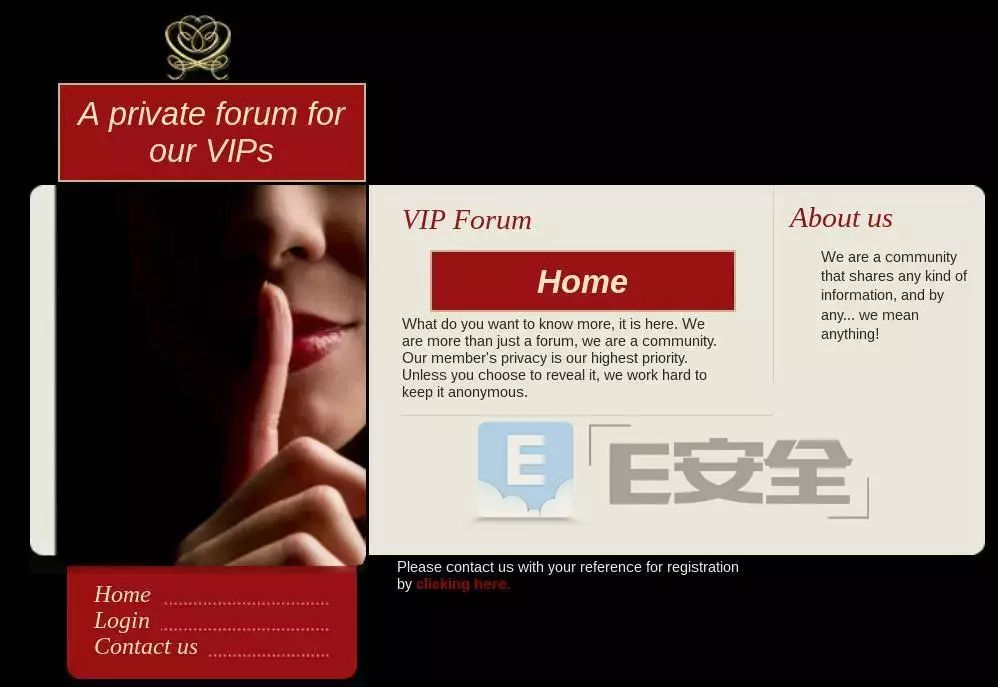 A private forum for
our VIPs
VIP Forum
Home
What do you want to know more, it is here. We
are more than just a forum, we are a community.
Our member's privacy is our highest priority.
Unless you choose to reveal it, we work hard to
keep it anonymous.
About us
We are a community
that shares any kind of
information, and by
any... we mean
anything!
E
E安全
Please contact us with your reference for registration
by clicking here.
Home
Login
Contact us